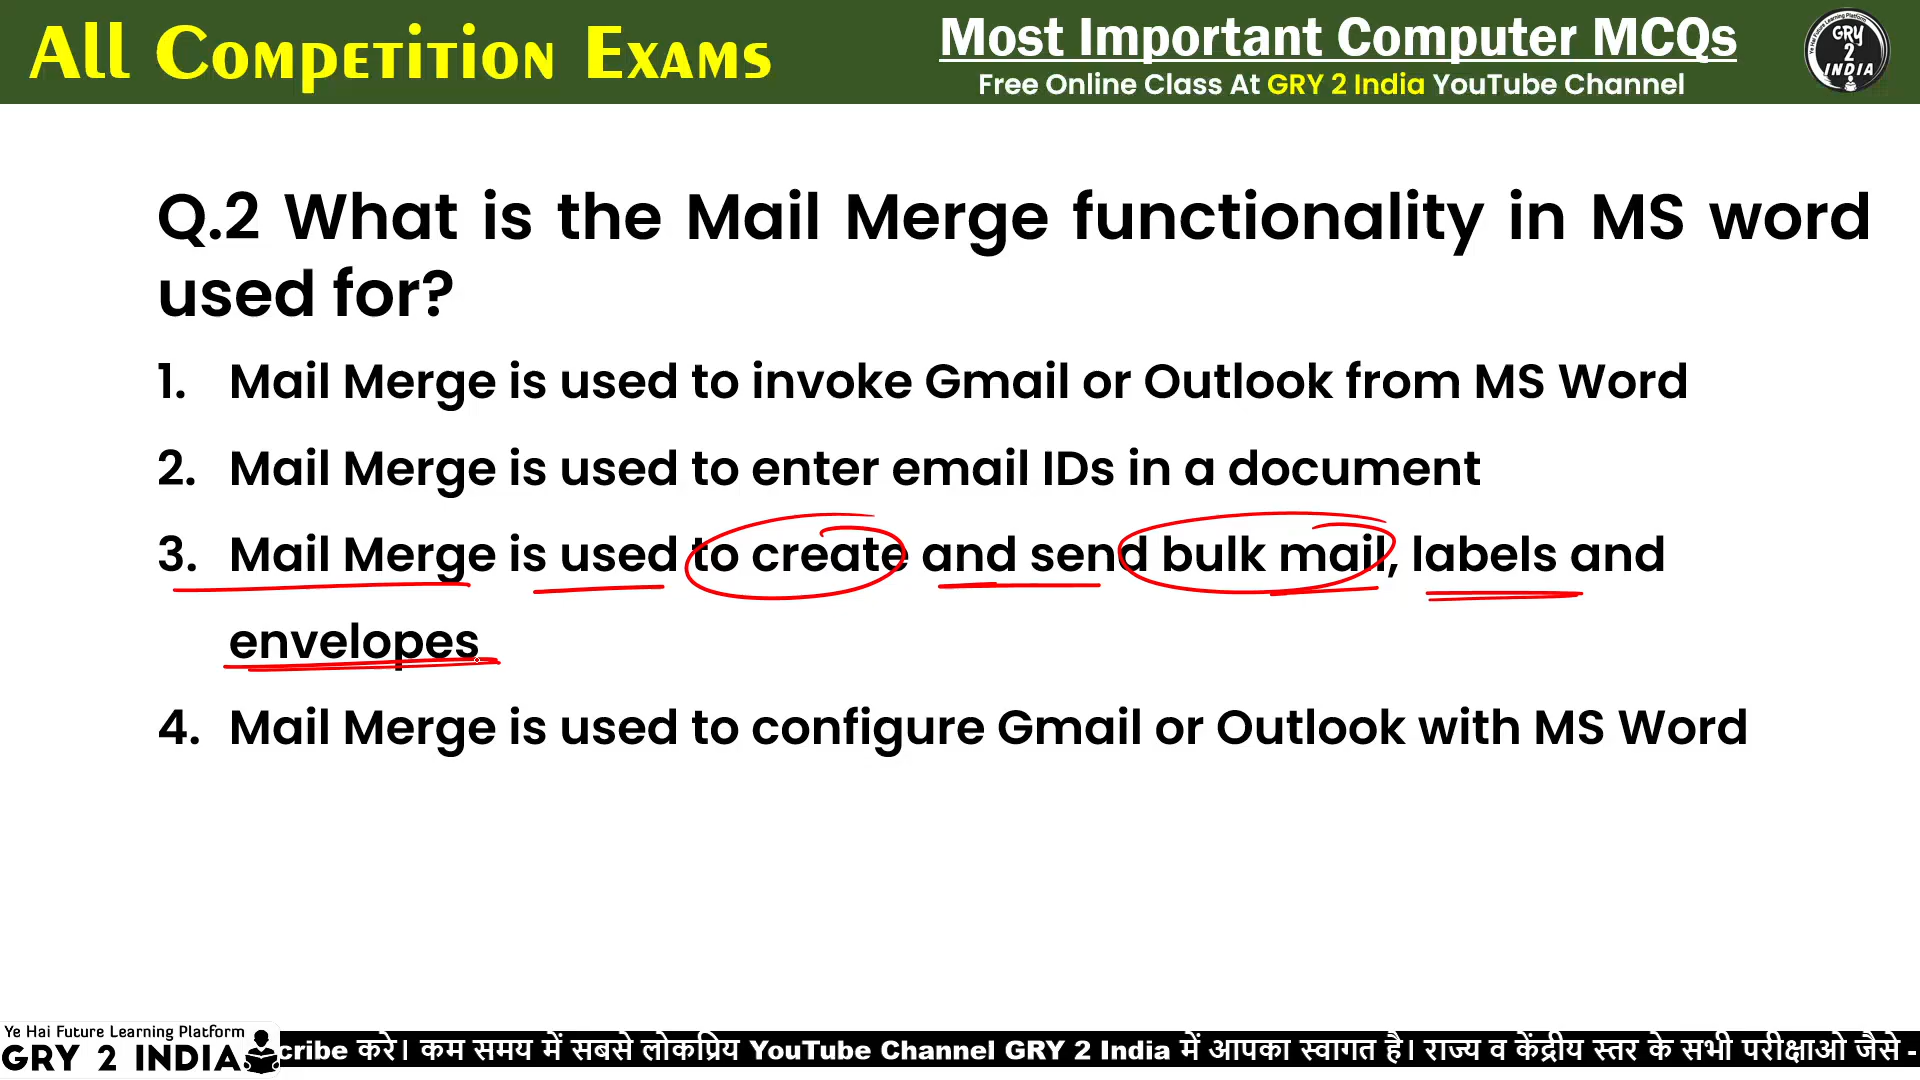 All Competition Exams
Most Important Computer MCQs
Free Online Class At GRY 2 India YouTube Channel
Ye Hai Future Learning Platform
GRY
2
INDIA
Q.2 What is the Mail Merge functionality in MS word
used for?
1. Mail Merge is used to invoke Gmail or Outlook from MS Word
2. Mail Merge is used to enter email IDs in a document
3. Mail Merge is used to create and send bulk mail, labels and
envelopes
4. Mail Merge is used to configure Gmail or Outlook with MS Word
Ye Hai Future Learning Platform
GRY 2 INDIA
cribe करे। कम समय में सबसे लोकप्रिय YouTube Channel GRY 2 India में आपका स्वागत है। राज्य व केंद्रीय स्तर के सभी परीक्षाओ जैसे -